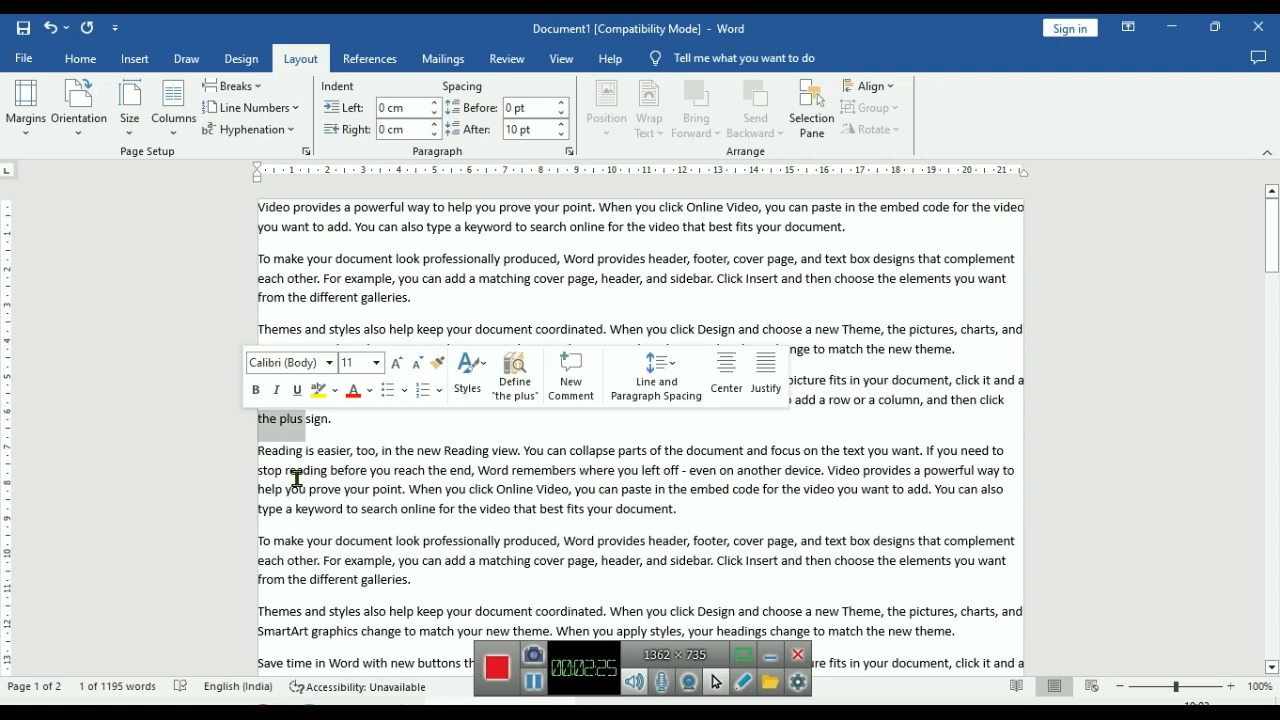 Document1 [Compatibility Mode] - Word
Sign in
File Home Insert Draw Design Layout References Mailings Review View Help Tell me what you want to do
Margins Orientation Size Columns
Breaks
Line Numbers
Hyphenation
Page Setup
Indent Spacing
Left: 0 cm Before: 0 pt
Right: 0 cm After: 10 pt
Paragraph
Position Wrap Text Bring Forward Send Backward Selection Pane
Align
Group
Rotate
Arrange
1 2 3 4 5 6 7 8 9 10 11 12 13 14 15 16 17 18 19 20 21
Video provides a powerful way to help you prove your point. When you click Online Video, you can paste in the embed code for the video
you want to add. You can also type a keyword to search online for the video that best fits your document.
To make your document look professionally produced, Word provides header, footer, cover page, and text box designs that complement
each other. For example, you can add a matching cover page, header, and sidebar. Click Insert and then choose the elements you want
from the different galleries.
Themes and styles also help keep your document coordinated. When you click Design and choose a new Theme, the pictures, charts, and
nge to match the new theme.
Calibri (Body) 11
B I U
Styles
Define "the plus"
New Comment
Line and Paragraph Spacing
Center
Justify
picture fits in your document, click it and a
add a row or a column, and then click
the plus sign.
Reading is easier, too, in the new Reading view. You can collapse parts of the document and focus on the text you want. If you need to
stop reading before you reach the end, Word remembers where you left off - even on another device. Video provides a powerful way to
help you prove your point. When you click Online Video, you can paste in the embed code for the video you want to add. You can also
type a keyword to search online for the video that best fits your document.
To make your document look professionally produced, Word provides header, footer, cover page, and text box designs that complement
each other. For example, you can add a matching cover page, header, and sidebar. Click Insert and then choose the elements you want
from the different galleries.
Themes and styles also help keep your document coordinated. When you click Design and choose a new Theme, the pictures, charts, and
SmartArt graphics change to match your new theme. When you apply styles, your headings change to match the new theme.
Save time in Word with new buttons th
ure fits in your document, click it and a
00:02:25
1362 × 735
Page 1 of 2 1 of 1195 words English (India) Accessibility: Unavailable
100%